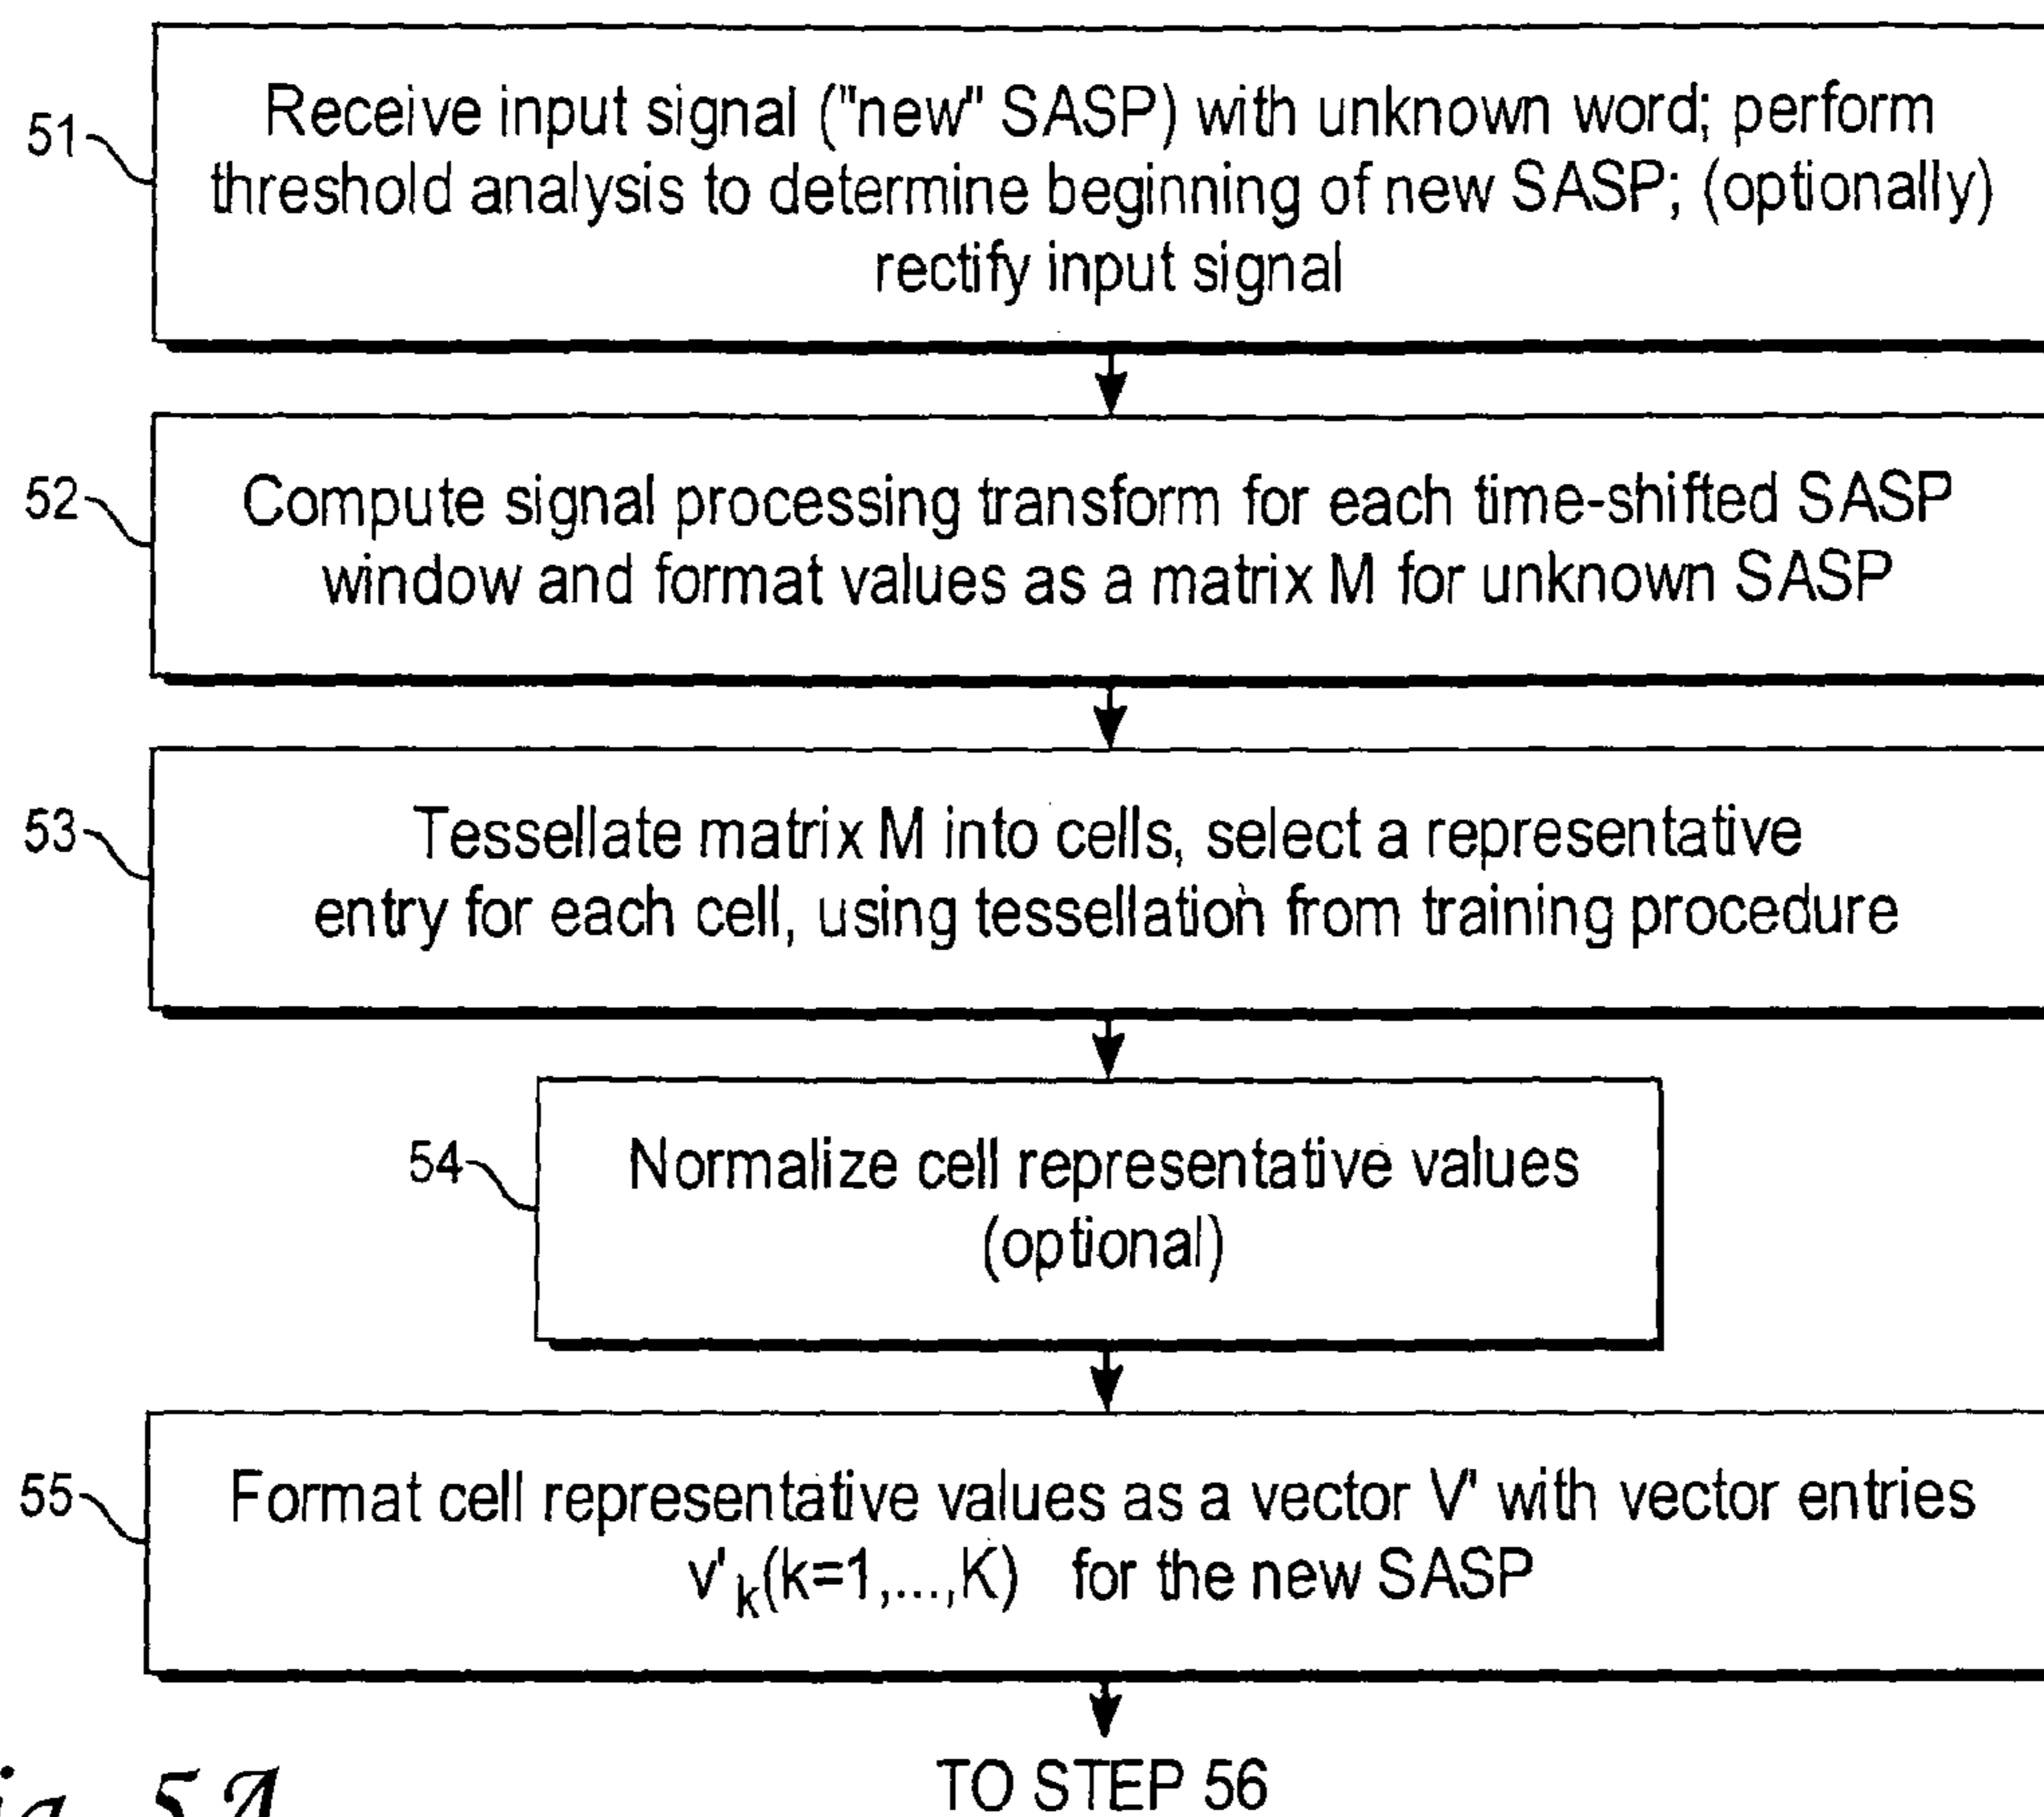 51
Receive input signal ("new" SASP) with unknown word; perform
threshold analysis to determine beginning of new SASP; (optionally)
rectify input signal
52
Compute signal processing transform for each time-shifted SASP
window and format values as a matrix M for unknown SASP
53
Tessellate matrix M into cells, select a representative
entry for each cell, using tessellation from training procedure
54
Normalize cell representative values
(optional)
55
Format cell representative values as a vector V' with vector entries
v'k(k=1,...,K) for the new SASP
TO STEP 56
5A